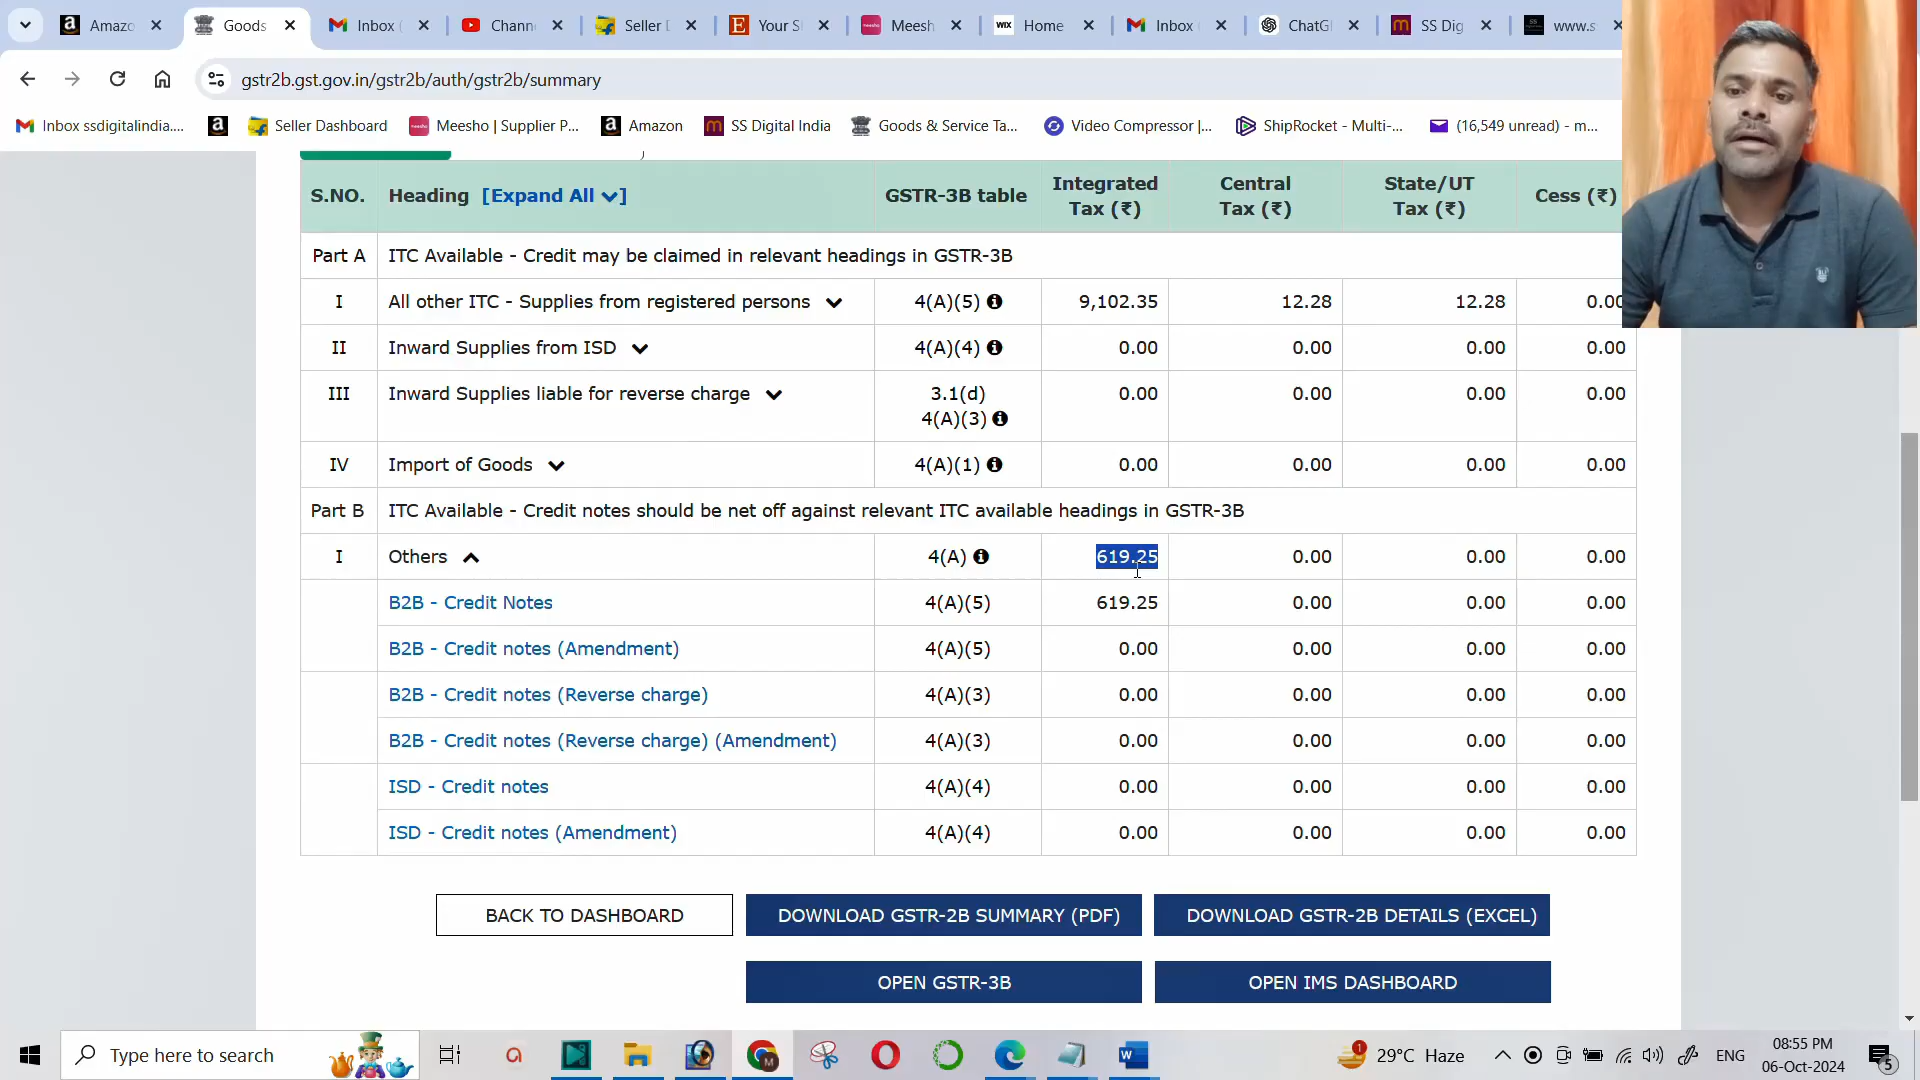 Amazo
Goods
Inbox (
Chann
Seller D
Your S
Meesh
WIX
Home
Inbox
ChatG
SS Dig
www.s
gstr2b.gst.gov.in/gstr2b/auth/gstr2b/summary
Inbox ssdigitalindia....
Seller Dashboard
Meesho | Supplier P...
Amazon
SS Digital India
Goods & Service Ta...
Video Compressor |...
ShipRocket - Multi-...
(16,549 unread) - m...
S.NO. Heading [Expand All] GSTR-3B table Integrated Tax (₹) Central Tax (₹) State/UT Tax (₹) Cess (₹)
Part A ITC Available - Credit may be claimed in relevant headings in GSTR-3B
I All other ITC - Supplies from registered persons 4(A)(5) 9,102.35 12.28 12.28 0.00
II Inward Supplies from ISD 4(A)(4) 0.00 0.00 0.00 0.00
III Inward Supplies liable for reverse charge 3.1(d) 4(A)(3) 0.00 0.00 0.00 0.00
IV Import of Goods 4(A)(1) 0.00 0.00 0.00 0.00
Part B ITC Available - Credit notes should be net off against relevant ITC available headings in GSTR-3B
I Others 4(A) 619.25 0.00 0.00 0.00
B2B - Credit Notes 4(A)(5) 619.25 0.00 0.00 0.00
B2B - Credit notes (Amendment) 4(A)(5) 0.00 0.00 0.00 0.00
B2B - Credit notes (Reverse charge) 4(A)(3) 0.00 0.00 0.00 0.00
B2B - Credit notes (Reverse charge) (Amendment) 4(A)(3) 0.00 0.00 0.00 0.00
ISD - Credit notes 4(A)(4) 0.00 0.00 0.00 0.00
ISD - Credit notes (Amendment) 4(A)(4) 0.00 0.00 0.00 0.00
BACK TO DASHBOARD
DOWNLOAD GSTR-2B SUMMARY (PDF)
DOWNLOAD GSTR-2B DETAILS (EXCEL)
OPEN GSTR-3B
OPEN IMS DASHBOARD
Type here to search
29°C Haze
ENG
08:55 PM
06-Oct-2024
5